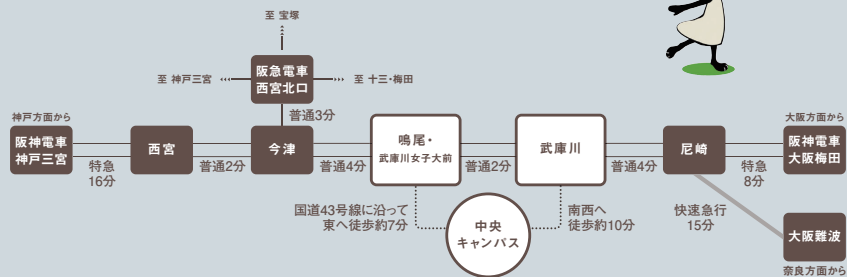 至 宝塚
阪急電車
西宮北口
至 神戸三宮
至 十三・梅田
普通3分
神戸方面から
阪神電車
神戸三宮
特急
16分
西宮
普通2分
今津
普通4分
鳴尾・
武庫川女子大前
普通2分
武庫川
普通4分
尼崎
特急
8分
大阪方面から
阪神電車
大阪梅田
国道43号線に沿って
東へ徒歩約7分
中央
キャンパス
南西へ
徒歩約10分
快速急行
15分
大阪難波
奈良方面から